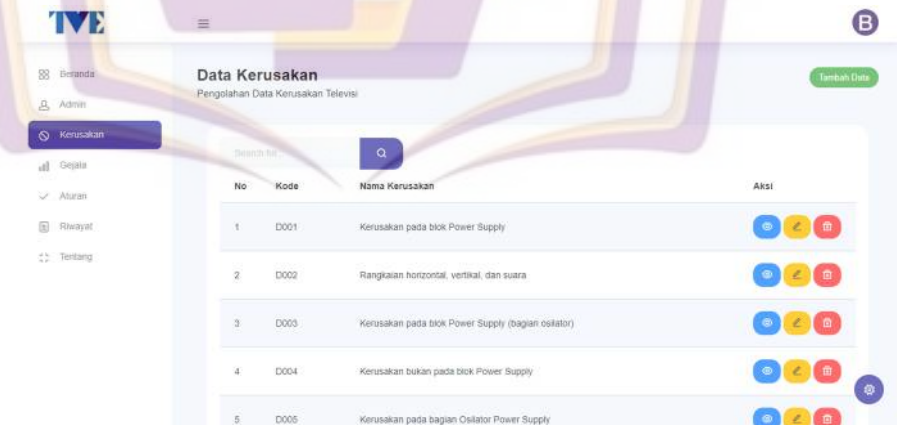 TVE
B
Beranda
Admin
Kerusakan
Gejala
Aturan
Riwayat
Tentang
Data Kerusakan
Pengolahan Data Kerusakan Televisi
Tambah Data
Search for...
No Kode Nama Kerusakan Aksi
1 D001 Kerusakan pada blok Power Supply
2 D002 Rangkaian horizontal, vertikal, dan suara
3 D003 Kerusakan pada blok Power Supply (bagian osilator)
4 D004 Kerusakan bukan pada blok Power Supply
5 D005 Kerusakan pada bagian Osilator Power Supply